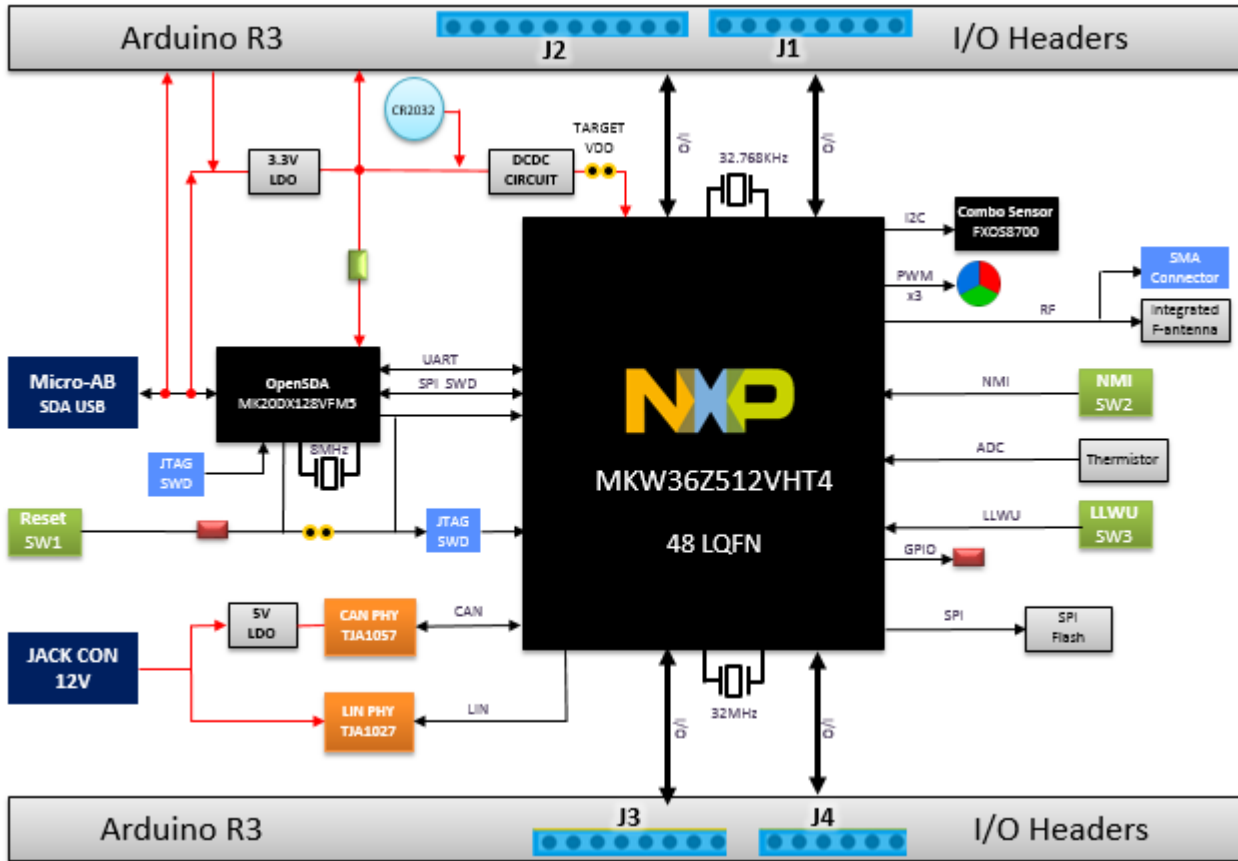 Arduino R3
J2
J1
I/O Headers
CR2032
TARGET
VDD
I/O
I/O
3.3V
LDO
DCDC
CIRCUIT
32.768KHz
I2C
Combo Sensor
FXOS8700
SMA
Connector
PWM
x3
RF
Integrated
F-antenna
Micro-AB
SDA USB
OpenSDA
MK20DX128VFM5
UART
SPI SWD
NXP
NMI
NMI
SW2
8MHz
JTAG
SWD
MKW36Z512VHT4
ADC
Thermistor
Reset
SW1
JTAG
SWD
48 LQFN
LLWU
LLWU
SW3
GPIO
5V
LDO
CAN PHY
TJA1057
CAN
SPI
SPI
Flash
JACK CON
12V
LIN PHY
TJA1027
LIN
32MHz
I/O
I/O
Arduino R3
J3
J4
I/O Headers